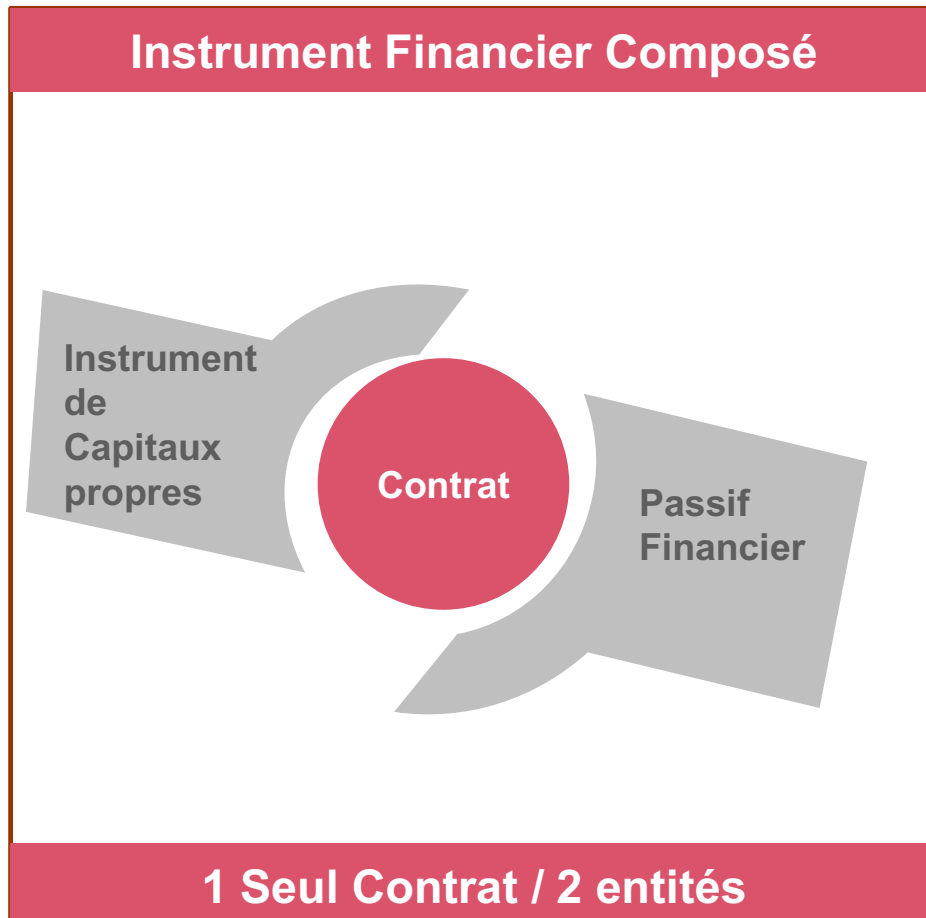 Instrument Financier Composé
Instrument
de
Capitaux
propres
Contrat
Passif
Financier
1 Seul Contrat / 2 entités